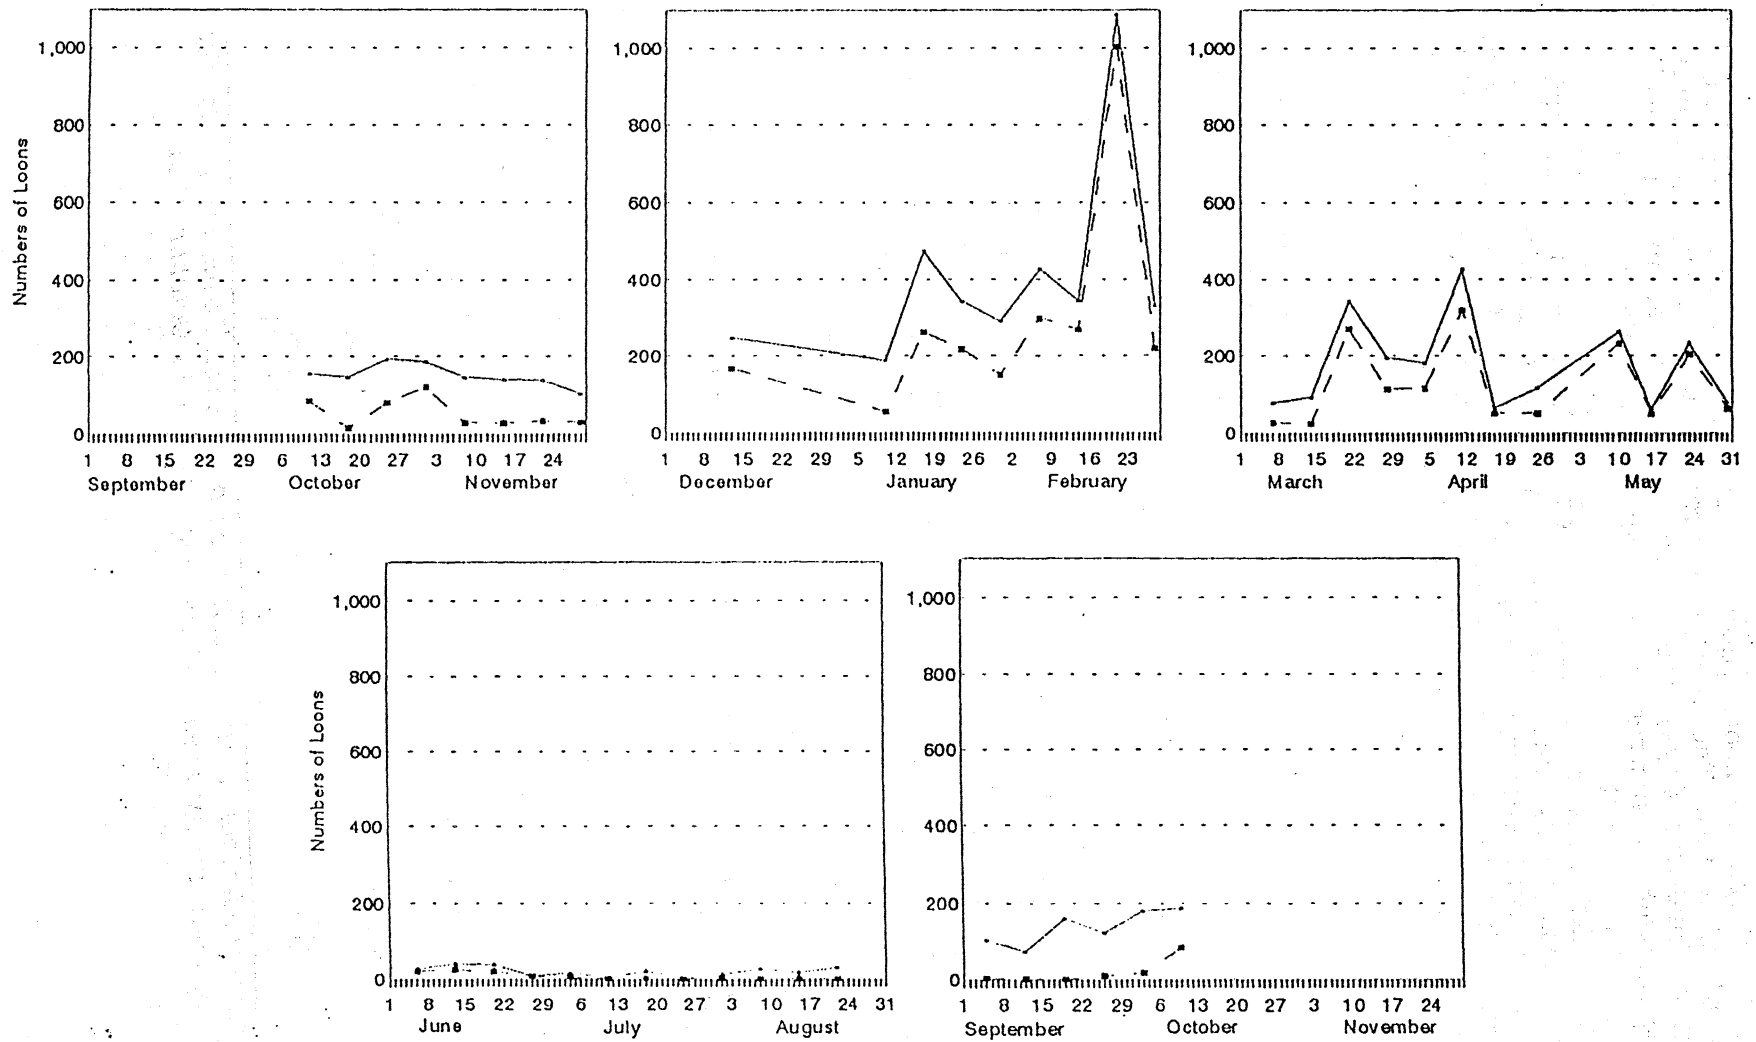 Numbers of Loons
1,000
800
600
400
200
0
1 8 15 22 29 6 13 20 27 3 10 17 24
September October November
1,000
800
600
400
200
0
1 8 15 22 29 5 12 19 26 2 9 16 23
December January February
1,000
800
600
400
200
0
1 8 15 22 29 5 12 19 26 3 10 17 24 31
March April May
Numbers of Loons
1,000
800
600
400
200
0
1 8 15 22 29 6 13 20 27 3 10 17 24 31
June July August
1,000
800
600
400
200
0
1 8 15 22 29 6 13 20 27 3 10 17 24
September October November